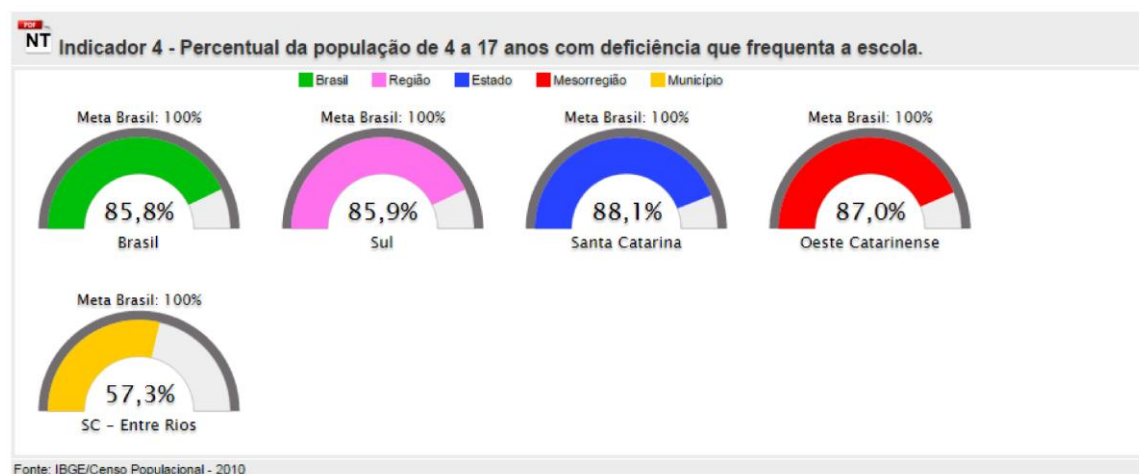 PDF
NT
Indicador 4 - Percentual da população de 4 a 17 anos com deficiência que frequenta a escola.
Brasil Região Estado Mesorregião Município
Meta Brasil: 100% Meta Brasil: 100% Meta Brasil: 100% Meta Brasil: 100%
85,8% 85,9% 88,1% 87,0%
Brasil Sul Santa Catarina Oeste Catarinense
Meta Brasil: 100%
57,3%
SC - Entre Rios
Fonte: IBGE/Censo Populacional - 2010